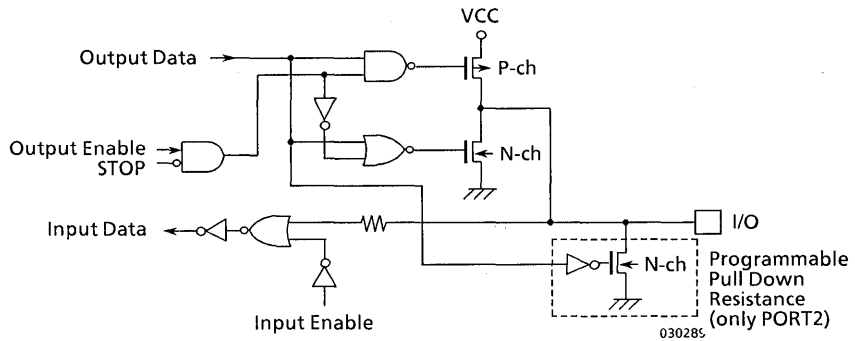 VCC
Output Data
P-ch
Output Enable
STOP
N-ch
Input Data
I/O
N-ch
Programmable
Pull Down
Resistance
(only PORT2)
Input Enable